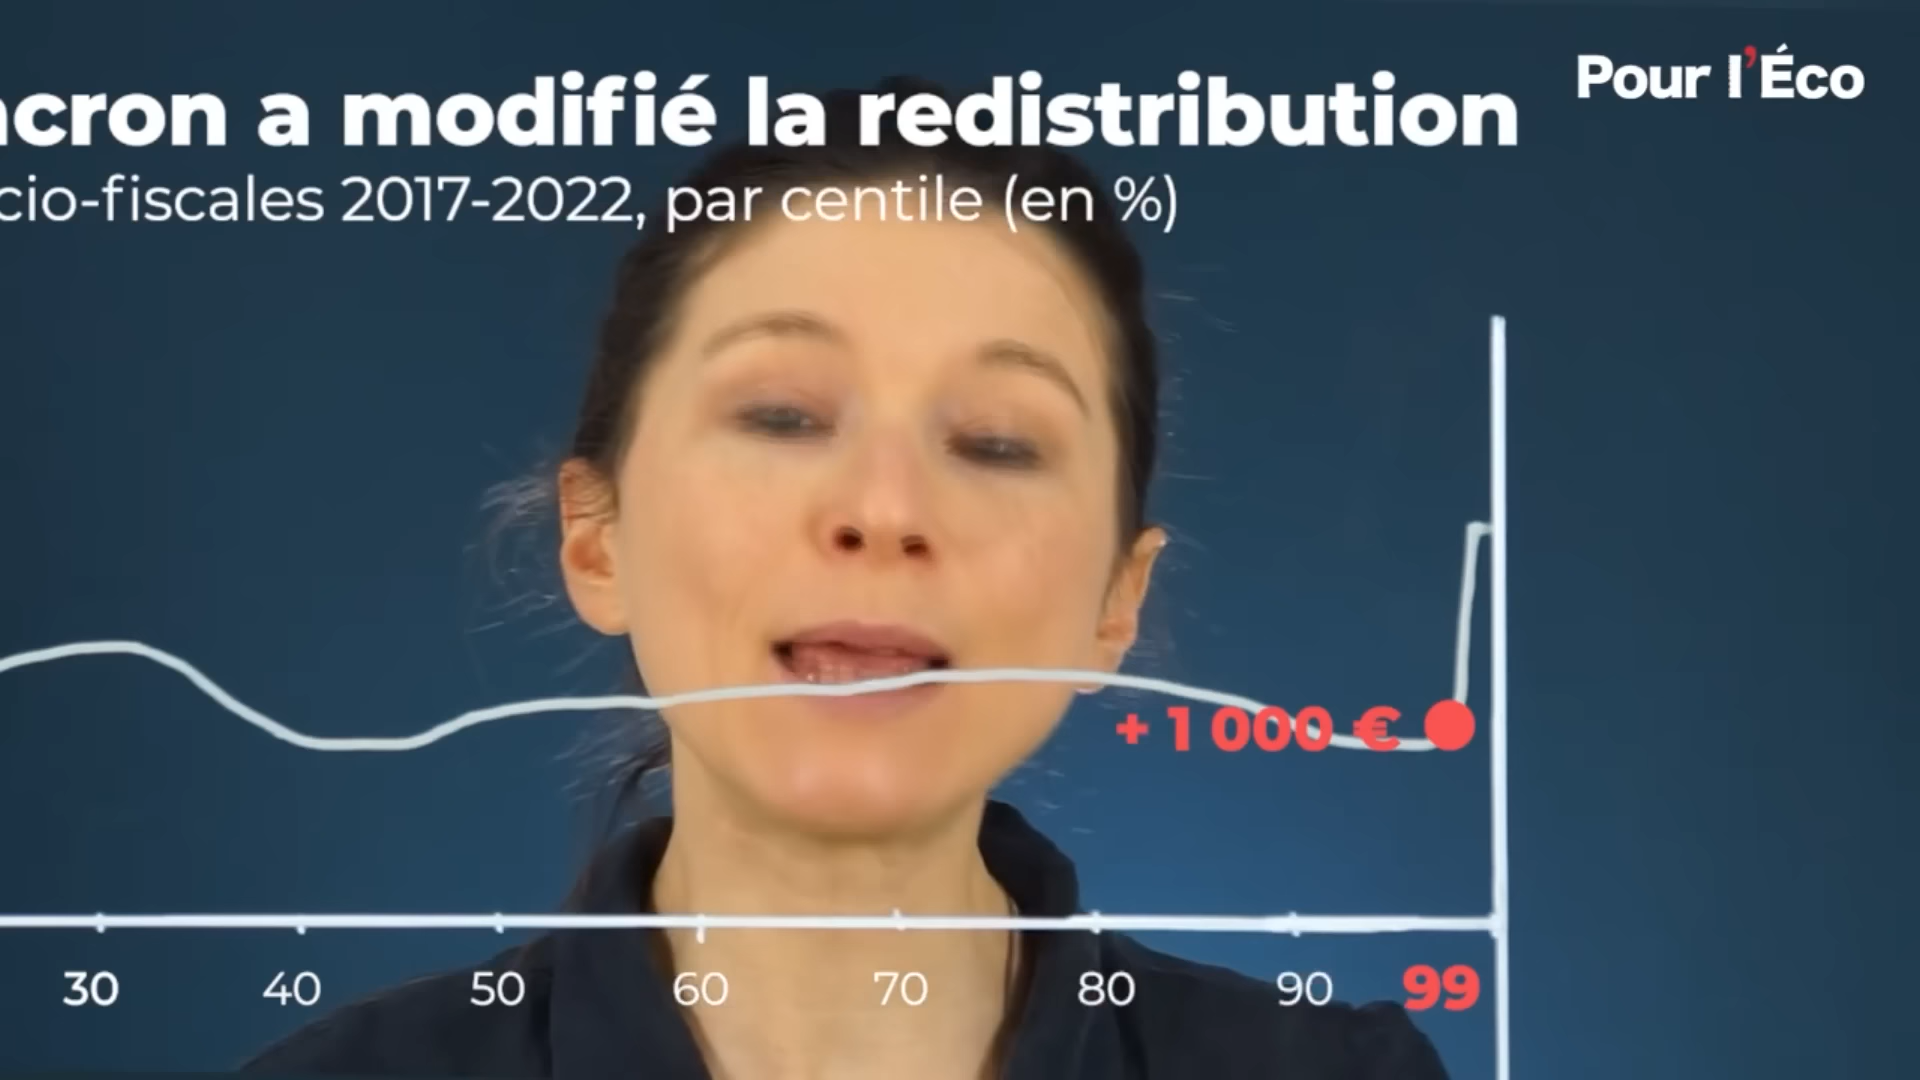 Pour l'Éco
acron a modifié la redistribution
cio-fiscales 2017-2022, par centile (en %)
+ 1 000 €
30 40 50 60 70 80 90 99